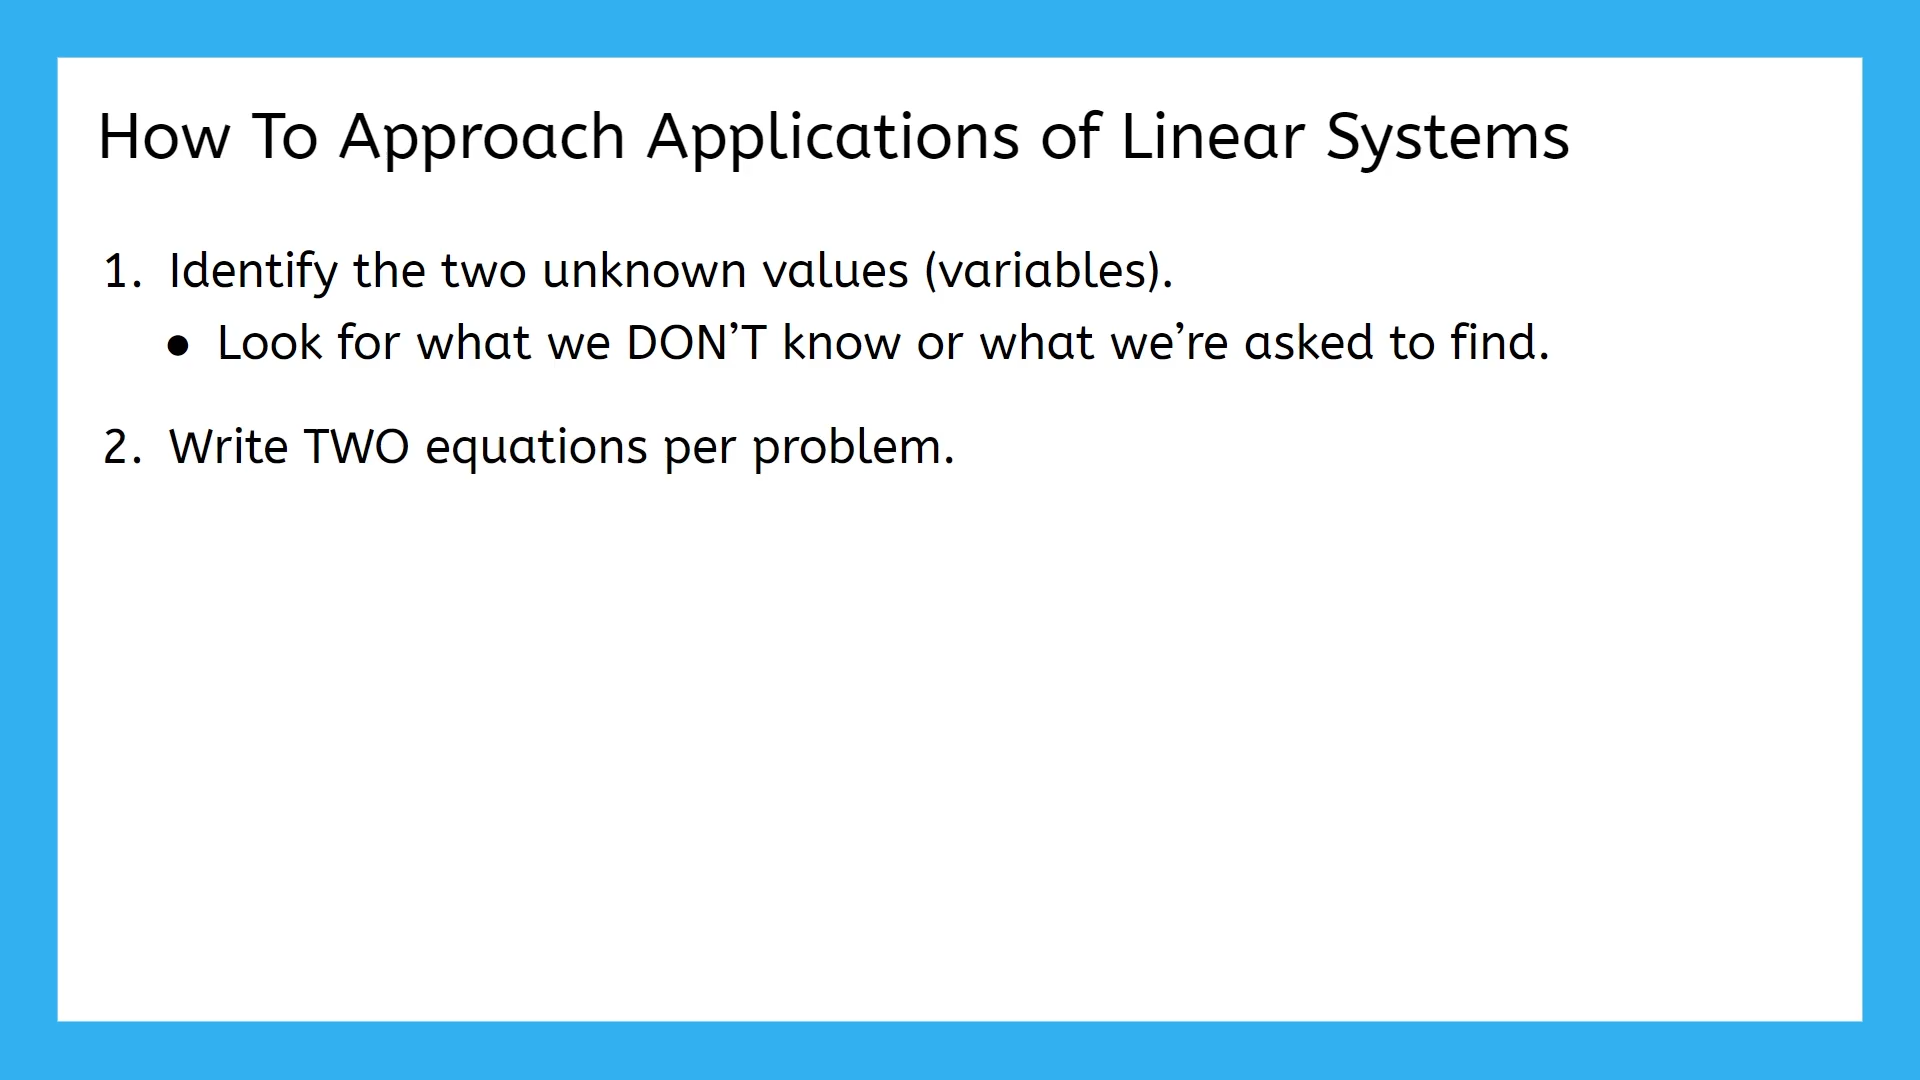 How To Approach Applications of Linear Systems
1. Identify the two unknown values (variables).
● Look for what we DON’T know or what we’re asked to find.
2. Write TWO equations per problem.